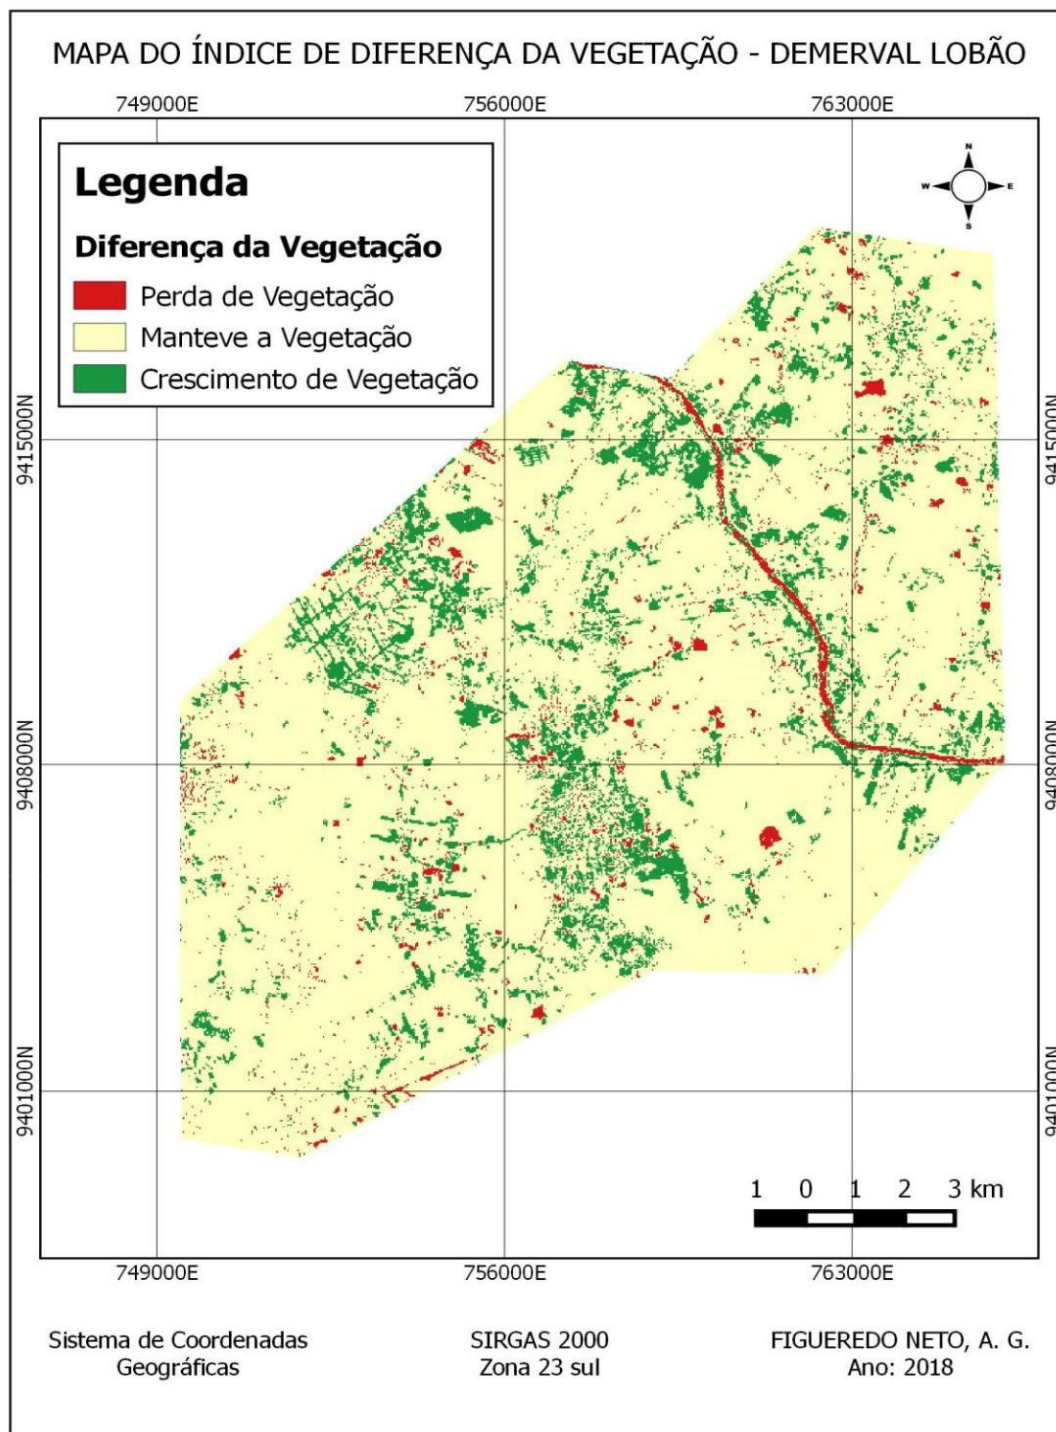 MAPA DO ÍNDICE DE DIFERENÇA DA VEGETAÇÃO - DEMERVAL LOBÃO
749000E 756000E 763000E
Legenda
Diferença da Vegetação
Perda de Vegetação
Manteve a Vegetação
Crescimento de Vegetação
N
W E
S
9415000N 9415000N
9408000N 9408000N
9401000N 9401000N
1 0 1 2 3 km
749000E 756000E 763000E
Sistema de Coordenadas
Geográficas
SIRGAS 2000
Zona 23 sul
FIGUEREDO NETO, A. G.
Ano: 2018